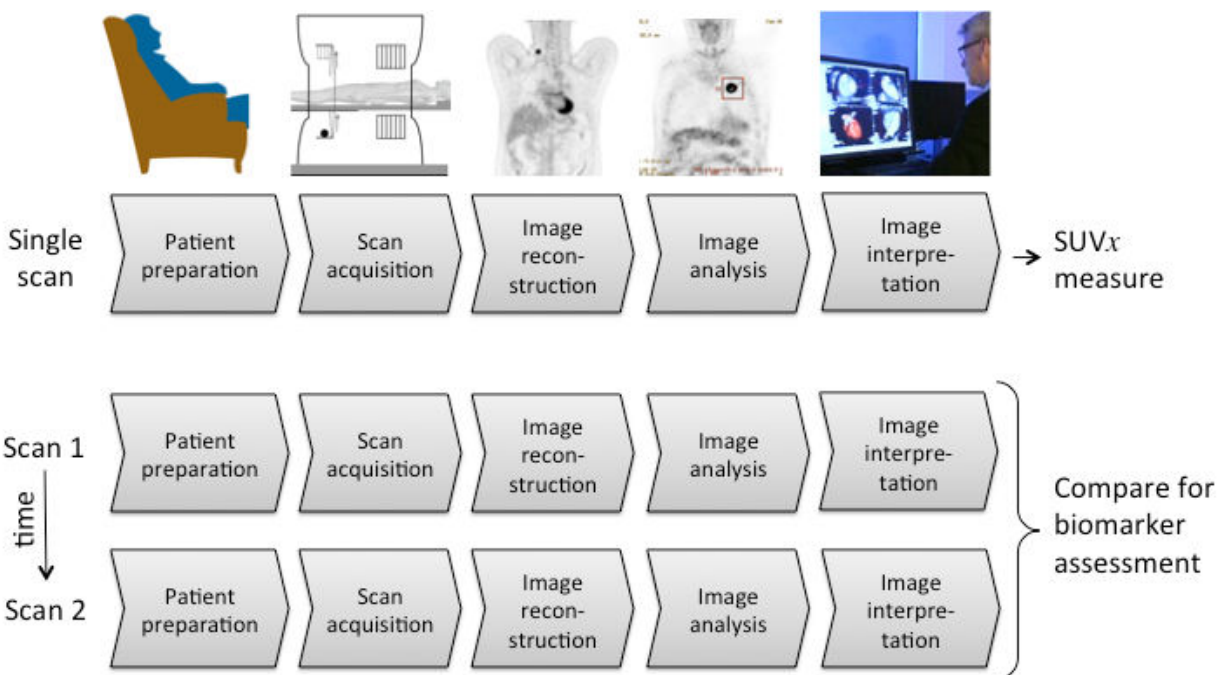 Single
scan
Patient
preparation
Scan
acquisition
Image
recon-
struction
Image
analysis
Image
interpre-
tation
SUVx
measure
Scan 1
Patient
preparation
Scan
acquisition
Image
recon-
struction
Image
analysis
Image
interpre-
tation
time
Compare for
biomarker
assessment
Scan 2
Patient
preparation
Scan
acquisition
Image
recon-
struction
Image
analysis
Image
interpre-
tation